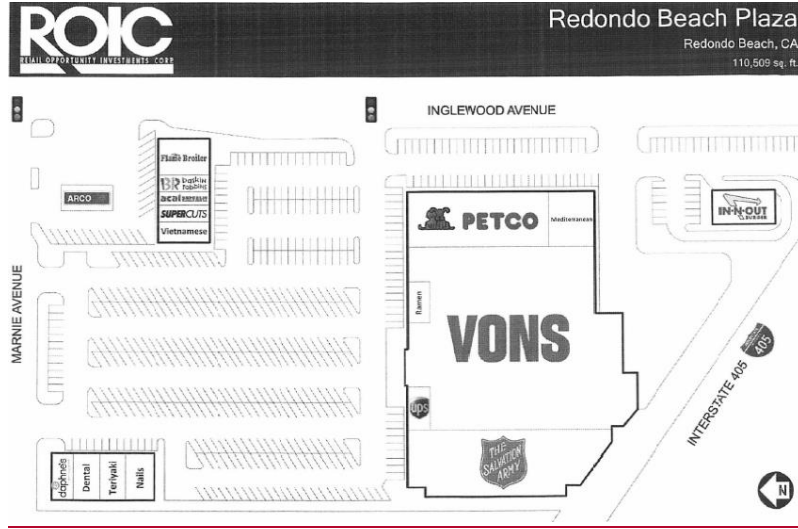 ROIC
RETAIL OPPORTUNITY INVESTMENTS CORP
Redondo Beach Plaza
Redondo Beach, CA
110,509 sq. ft.
INGLEWOOD AVENUE
MARNIE AVENUE
ARCO
Flame Broiler
BR baskin robbins
acai
SUPERCUTS
Vietnamese
PETCO
Mediterranean
IN-N-OUT
BURGER
Ramen
VONS
ups
THE
SALVATION
ARMY
INTERSTATE 405
405
daphne's
Dental
Teriyaki
Nails
N